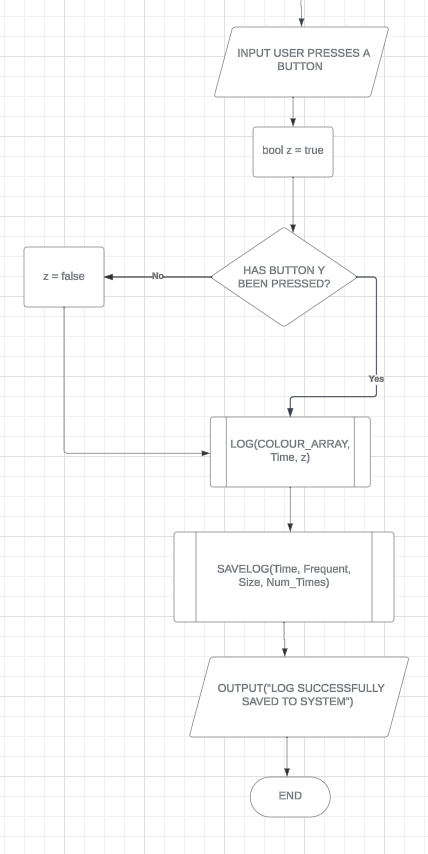 INPUT USER PRESSES A
BUTTON
bool z = true
HAS BUTTON Y
BEEN PRESSED?
No
z = false
Yes
LOG(COLOUR_ARRAY,
Time, z)
SAVELOG(Time, Frequent,
Size, Num_Times)
OUTPUT("LOG SUCCESSFULLY
SAVED TO SYSTEM")
END